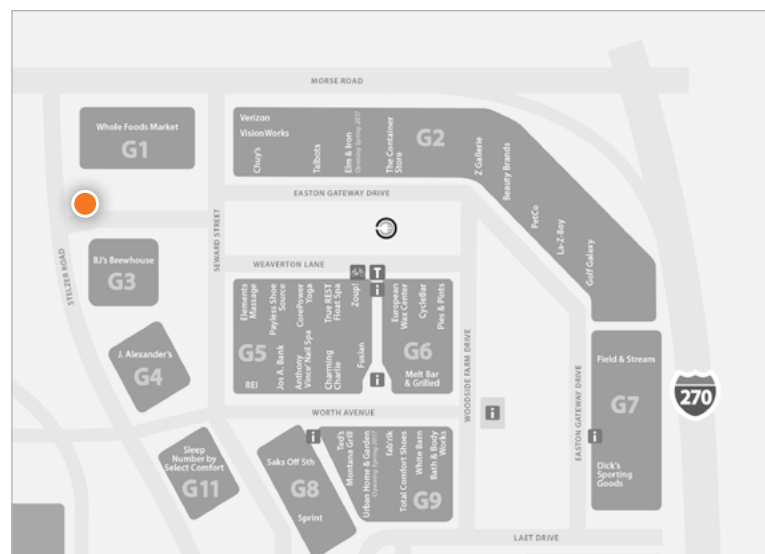 MORSE ROAD
Whole Foods Market
G1
Verizon
VisionWorks
Chuy's
Talbots
Elm & Iron
Opening Spring 2017
The Container
Store
G2
Z Gallerie
Beauty Brands
PetCo
La-Z-Boy
Golf Galaxy
EASTON GATEWAY DRIVE
SEWARD STREET
STELZER ROAD
BJ's Brewhouse
G3
WEAVERTON LANE
T
i
Elements
Massage
Payless Shoe
Source
CorePower
Yoga
True REST
Float Spa
Zoup!
G5
REI
Jos A. Bank
Anthony
Vince' Nail Spa
Charming
Charlie
Fusian
i
European
Wax Center
CycleBar
Pies & Pints
G6
Melt Bar
& Grilled
WOODSIDE FARM DRIVE
EASTON GATEWAY DRIVE
J. Alexander's
G4
Field & Stream
G7
i
Dick's
Sporting
Goods
270
WORTH AVENUE
i
Sleep
Number by
Select Comfort
G11
i
Saks Off 5th
G8
Sprint
Ted's
Montana Grill
Urban Home & Garden
Opening Spring 2017
fab'rik
Total Comfort Shoes
White Barn
Bath & Body
Works
G9
LAET DRIVE